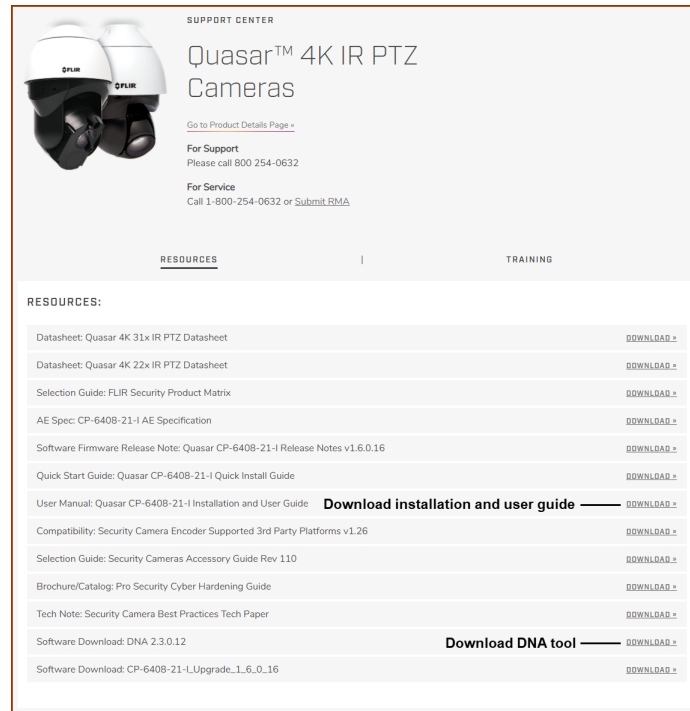 SUPPORT CENTER
Quasar™ 4K IR PTZ
Cameras
FLIR
FLIR
Go to Product Details Page »
For Support
Please call 800 254-0632
For Service
Call 1-800-254-0632 or Submit RMA
RESOURCES | TRAINING
RESOURCES:
Datasheet: Quasar 4K 31x IR PTZ Datasheet DOWNLOAD »
Datasheet: Quasar 4K 22x IR PTZ Datasheet DOWNLOAD »
Selection Guide: FLIR Security Product Matrix DOWNLOAD »
AE Spec: CP-6408-21-I AE Specification DOWNLOAD »
Software Firmware Release Note: Quasar CP-6408-21-I Release Notes v1.6.0.16 DOWNLOAD »
Quick Start Guide: Quasar CP-6408-21-I Quick Install Guide DOWNLOAD »
User Manual: Quasar CP-6408-21-I Installation and User Guide Download installation and user guide DOWNLOAD »
Compatibility: Security Camera Encoder Supported 3rd Party Platforms v1.26 DOWNLOAD »
Selection Guide: Security Cameras Accessory Guide Rev 110 DOWNLOAD »
Brochure/Catalog: Pro Security Cyber Hardening Guide DOWNLOAD »
Tech Note: Security Camera Best Practices Tech Paper DOWNLOAD »
Software Download: DNA 2.3.0.12 Download DNA tool DOWNLOAD »
Software Download: CP-6408-21-I_Upgrade_1_6_0_16 DOWNLOAD »